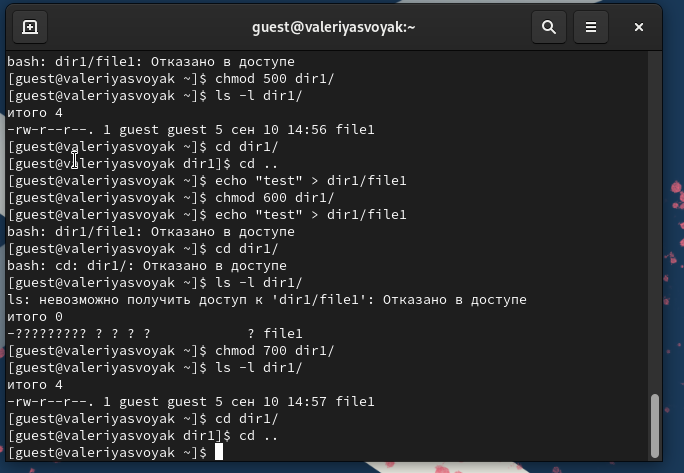 guest@valeriyasvoyak:~
bash: dir1/file1: Отказано в доступе
[guest@valeriyasvoyak ~]$ chmod 500 dir1/
[guest@valeriyasvoyak ~]$ ls -l dir1/
итого 4
-rw-r--r--. 1 guest guest 5 сен 10 14:56 file1
[guest@valeriyasvoyak ~]$ cd dir1/
[guest@valeriyasvoyak dir1]$ cd ..
[guest@valeriyasvoyak ~]$ echo "test" > dir1/file1
[guest@valeriyasvoyak ~]$ chmod 600 dir1/
[guest@valeriyasvoyak ~]$ echo "test" > dir1/file1
bash: dir1/file1: Отказано в доступе
[guest@valeriyasvoyak ~]$ cd dir1/
bash: cd: dir1/: Отказано в доступе
[guest@valeriyasvoyak ~]$ ls -l dir1/
ls: невозможно получить доступ к 'dir1/file1': Отказано в доступе
итого 0
-????????? ? ? ? ?            ? file1
[guest@valeriyasvoyak ~]$ chmod 700 dir1/
[guest@valeriyasvoyak ~]$ ls -l dir1/
итого 4
-rw-r--r--. 1 guest guest 5 сен 10 14:57 file1
[guest@valeriyasvoyak ~]$ cd dir1/
[guest@valeriyasvoyak dir1]$ cd ..
[guest@valeriyasvoyak ~]$